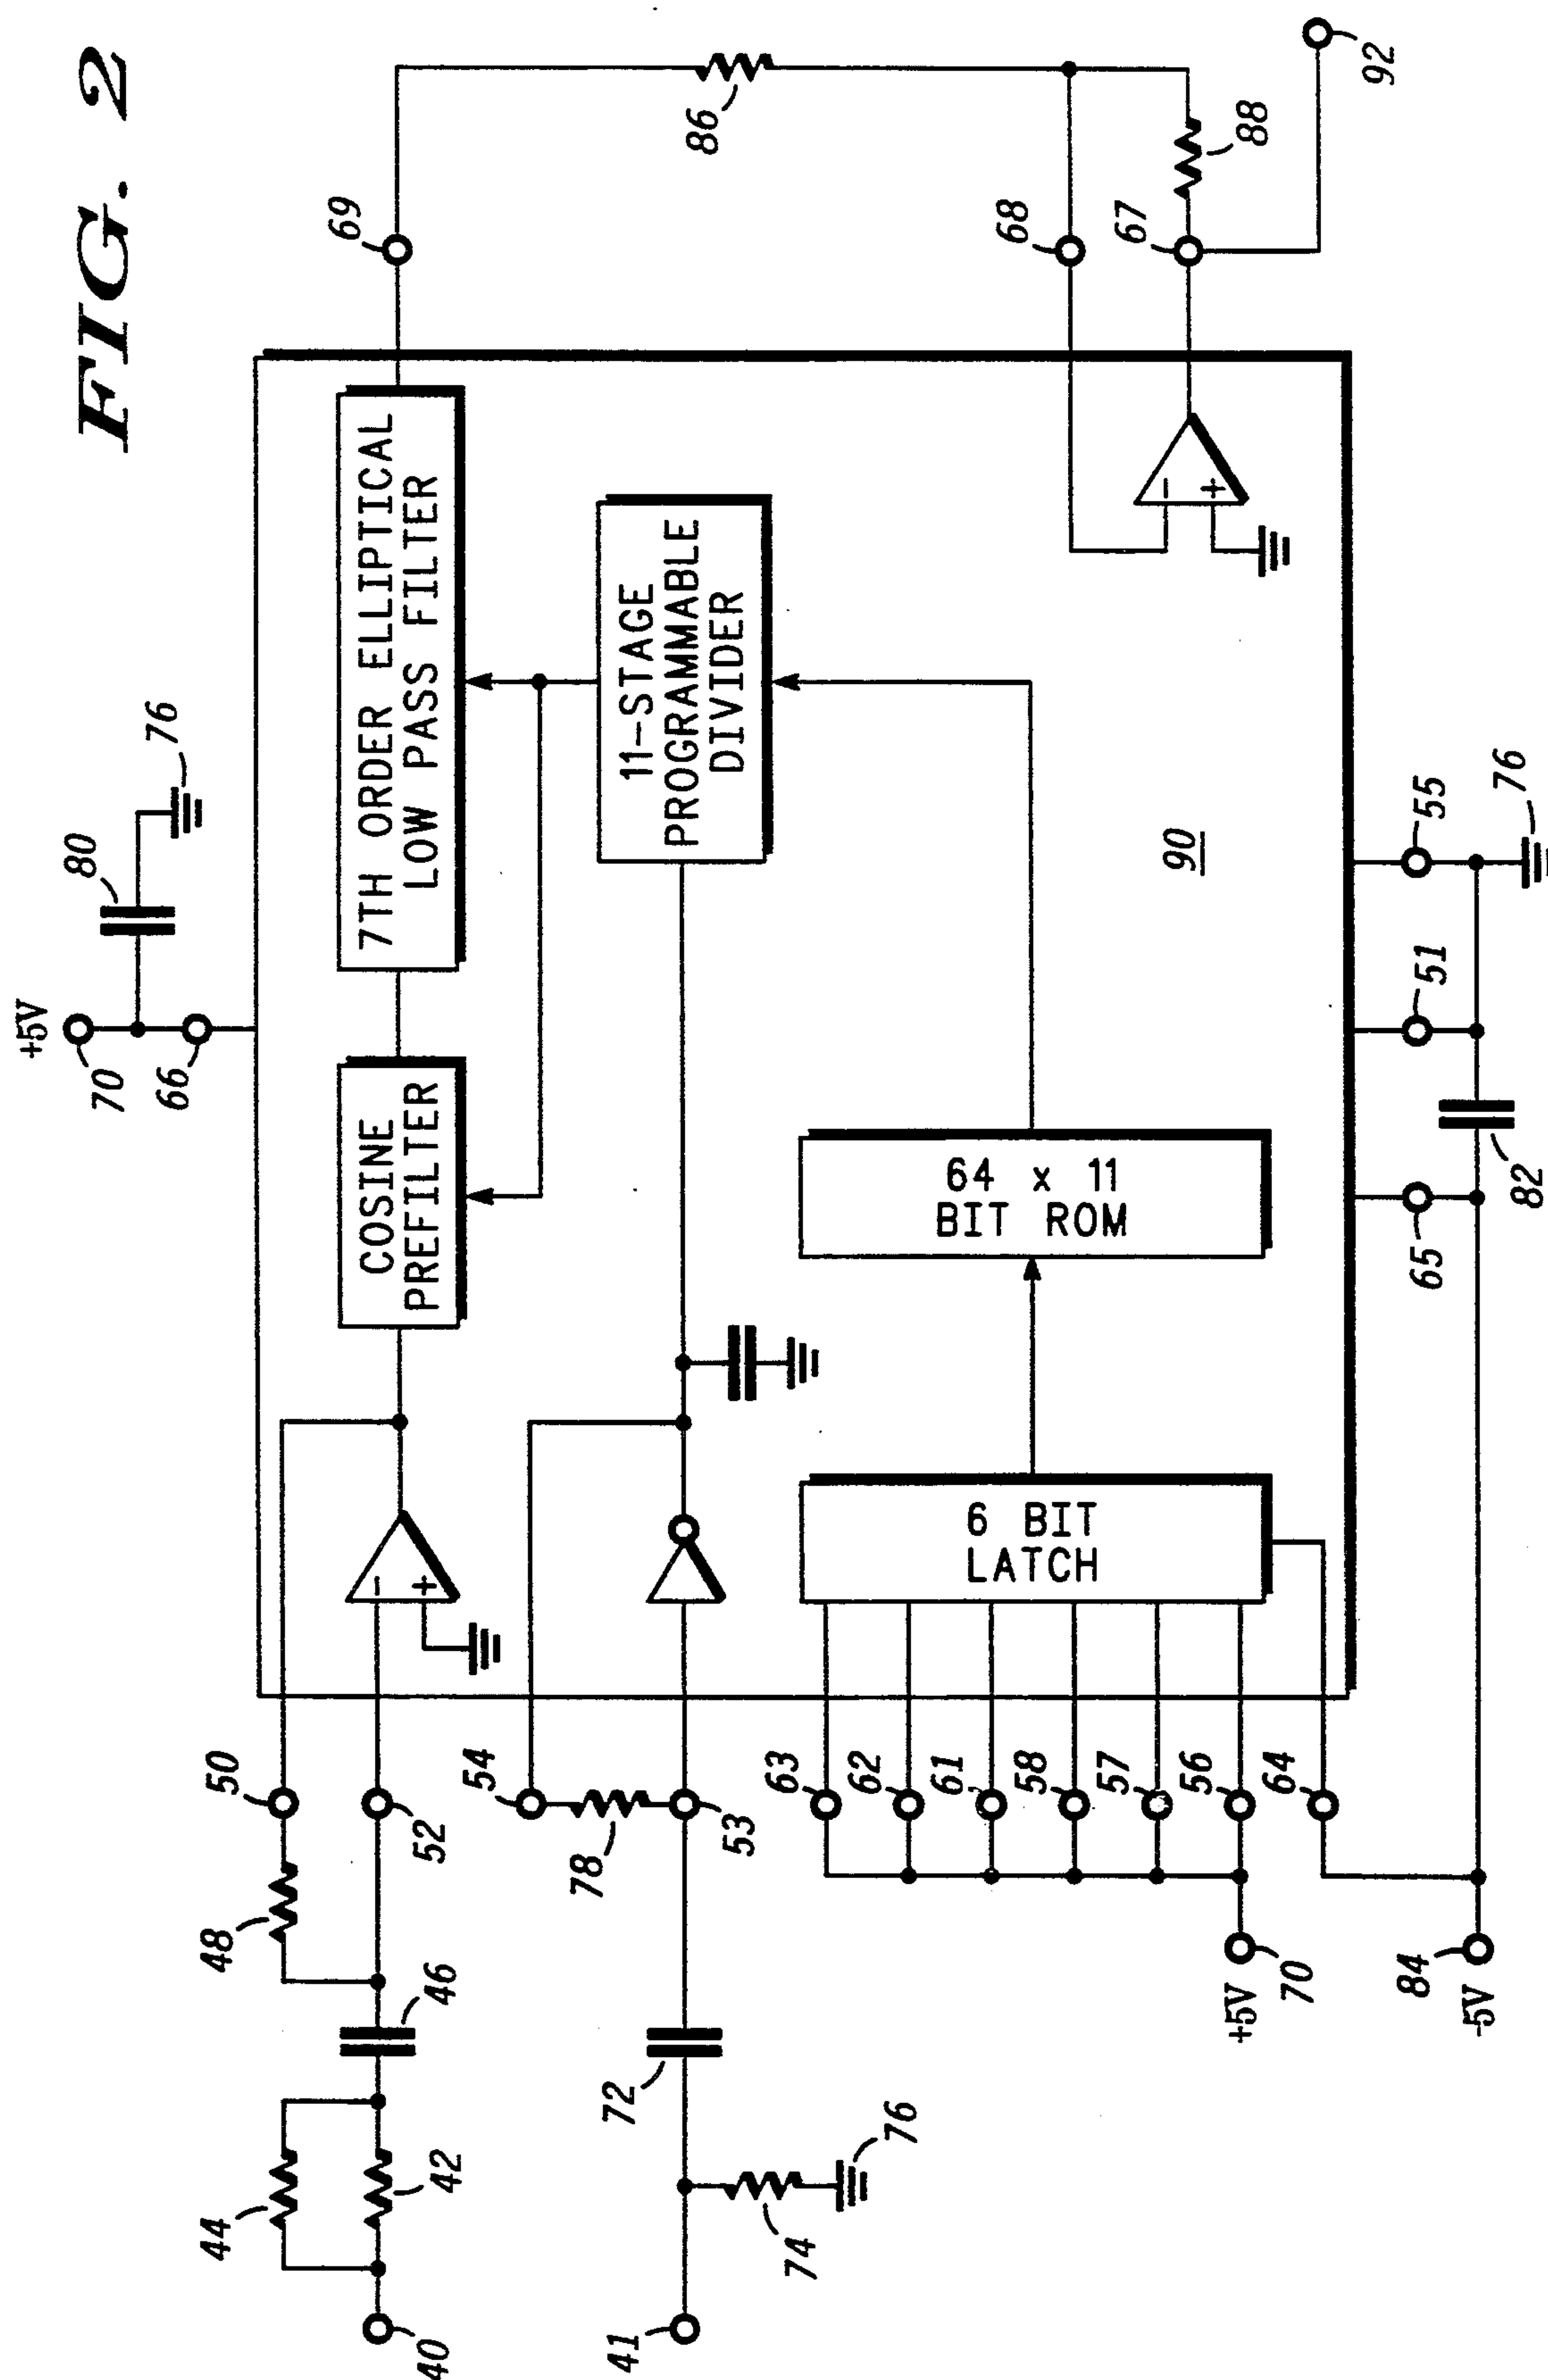 FIG. 2
+5V
70
80
76
66
69
86
COSINE
PREFILTER
7TH ORDER ELLIPTICAL
LOW PASS FILTER
11-STAGE
PROGRAMMABLE
DIVIDER
50
48
52
46
44
42
40
-
+
54
78
53
72
74
76
41
63
62
61
58
57
56
64
6 BIT
LATCH
64 x 11
BIT ROM
90
-
+
68
67
88
92
+5V
70
84
-5V
65
82
51
55
76